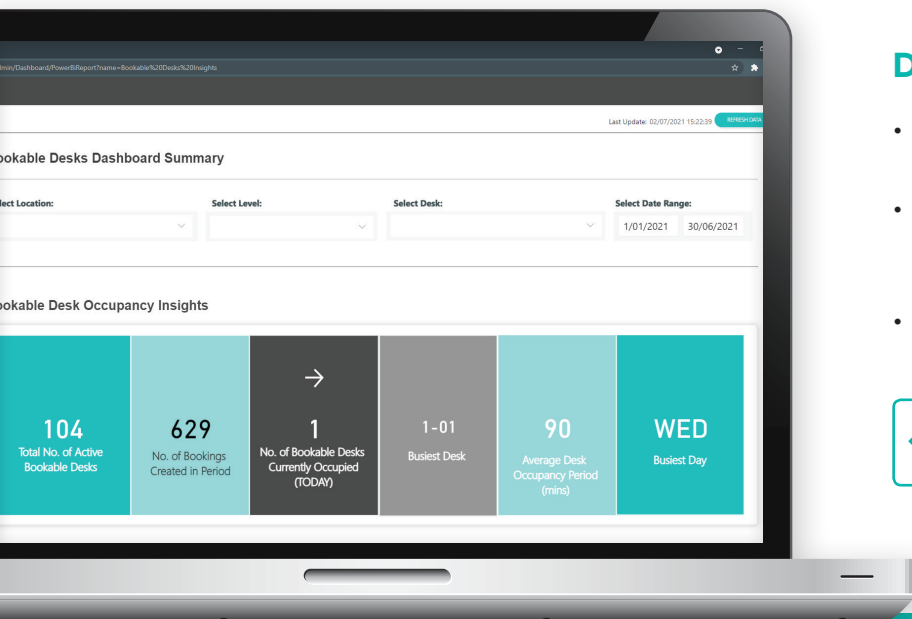 dmin/Dashboard/PowerBiReport?name=Bookable%20Desks%20Insights
Last Update: 02/07/2021 15:22:39 REFRESH DATA
ookable Desks Dashboard Summary
lect Location: Select Level: Select Desk: Select Date Range:
1/01/2021 30/06/2021
ookable Desk Occupancy Insights
104
Total No. of Active
Bookable Desks
629
No. of Bookings
Created in Period
1
No. of Bookable Desks
Currently Occupied
(TODAY)
1-01
Busiest Desk
90
Average Desk
Occupancy Period
(mins)
WED
Busiest Day
D